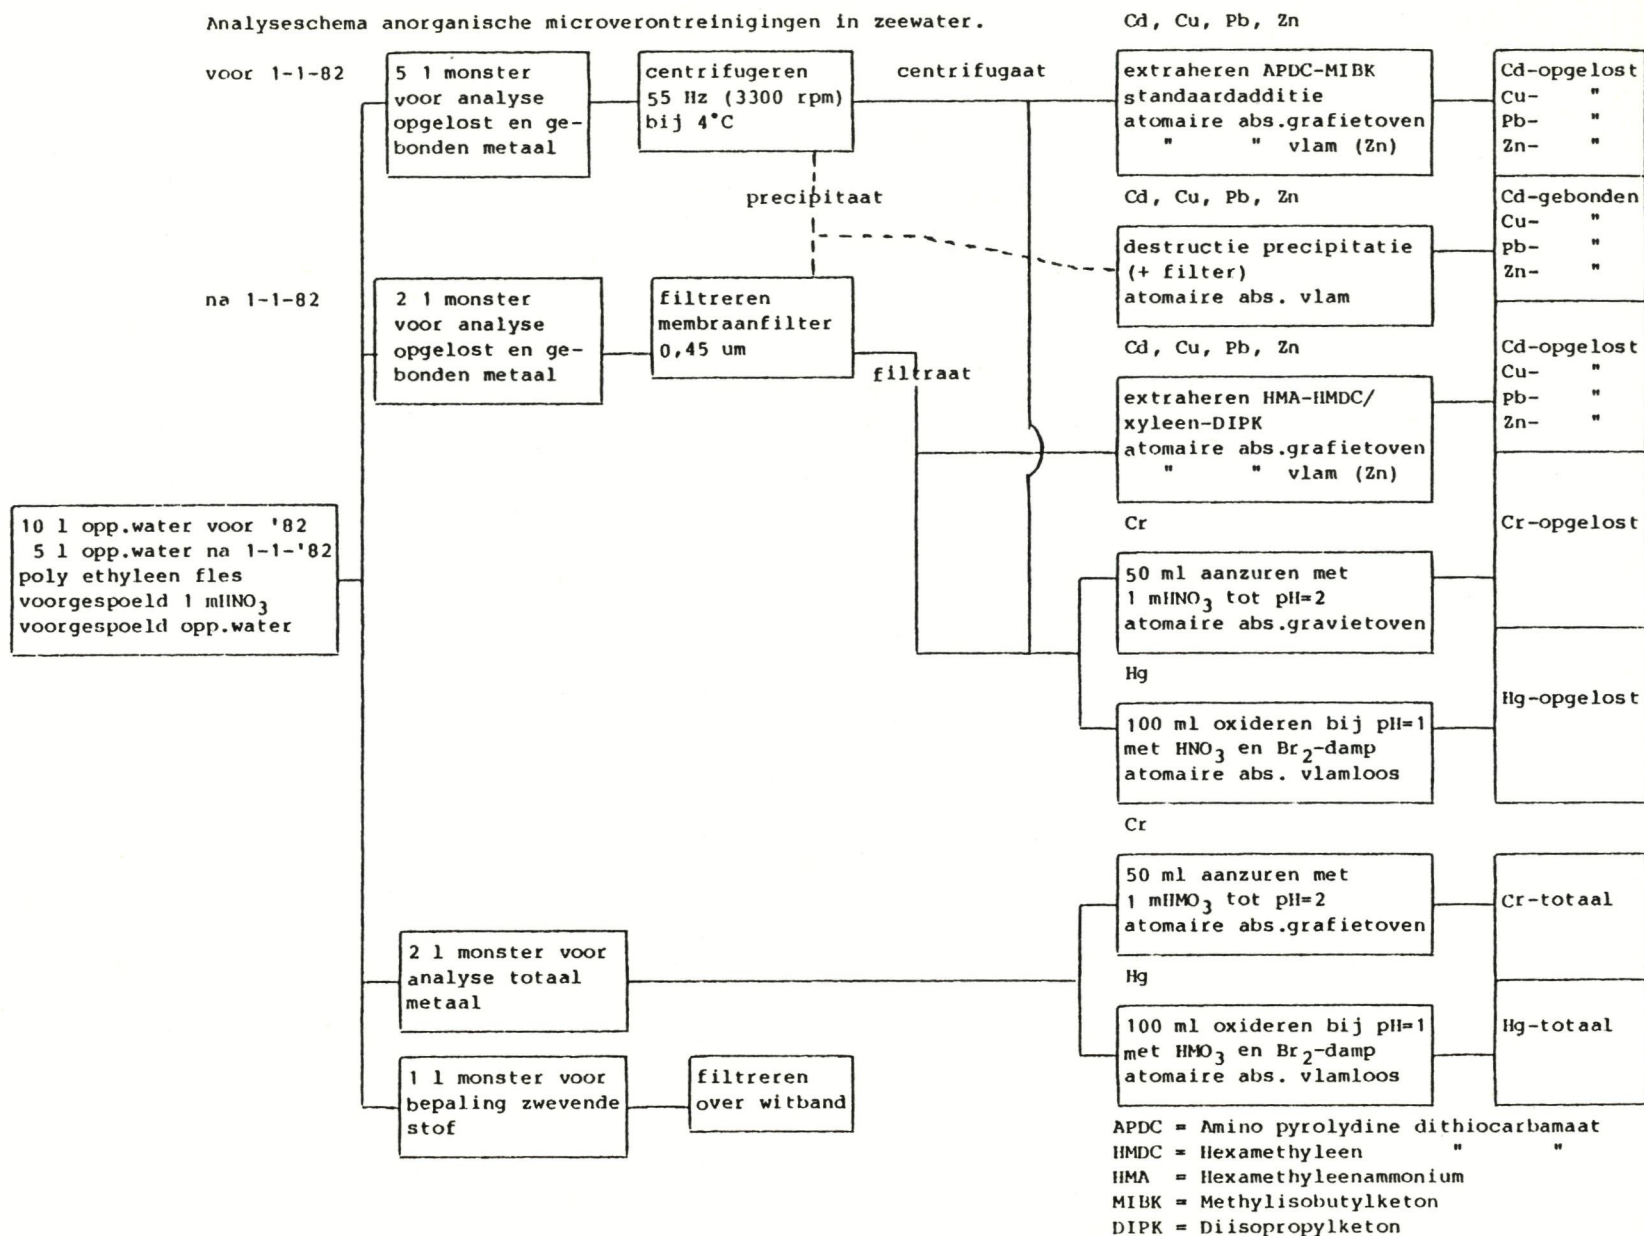 Analyseschema anorganische microverontreinigingen in zeewater.
voor 1-1-82
5 l monster
voor analyse
opgelost en ge-
bonden metaal
centrifugeren
55 Hz (3300 rpm)
bij 4°C
centrifugaat
precipitaat
Cd, Cu, Pb, Zn
extraheren APDC-MIBK
standaardadditie
atomaire abs.grafietoven
" " vlam (Zn)
Cd-opgelost
Cu- "
Pb- "
Zn- "
Cd, Cu, Pb, Zn
destructie precipitatie
(+ filter)
atomaire abs. vlam
Cd-gebonden
Cu- "
Pb- "
Zn- "
na 1-1-82
2 l monster
voor analyse
opgelost en ge-
bonden metaal
filtreren
membraanfilter
0,45 um
filtraat
Cd, Cu, Pb, Zn
extraheren HMA-HMDC/
xyleen-DIPK
atomaire abs.grafietoven
" " vlam (Zn)
Cd-opgelost
Cu- "
Pb- "
Zn- "
10 l opp.water voor '82
5 l opp.water na 1-1-'82
poly ethyleen fles
voorgespoeld 1 mHNO3
voorgespoeld opp.water
Cr
50 ml aanzuren met
1 mHNO3 tot pH=2
atomaire abs.gravietoven
Cr-opgelost
Hg
100 ml oxideren bij pH=1
met HNO3 en Br2-damp
atomaire abs. vlamloos
Hg-opgelost
2 l monster voor
analyse totaal
metaal
Cr
50 ml aanzuren met
1 mHMO3 tot pH=2
atomaire abs.grafietoven
Cr-totaal
Hg
100 ml oxideren bij pH=1
met HMO3 en Br2-damp
atomaire abs. vlamloos
Hg-totaal
1 l monster voor
bepaling zwevende
stof
filtreren
over witband
APDC = Amino pyrolydine dithiocarbamaat
HMDC = Hexamethyleen " "
HMA = Hexamethyleenammonium
MIBK = Methylisobutylketon
DIPK = Diisopropylketon